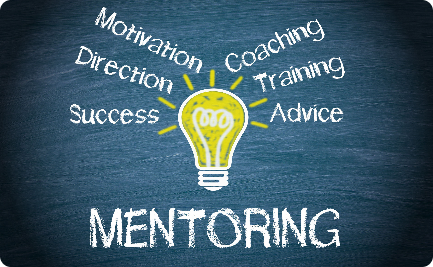 Motivation
Direction
Success
Coaching
Training
Advice
MENTORING